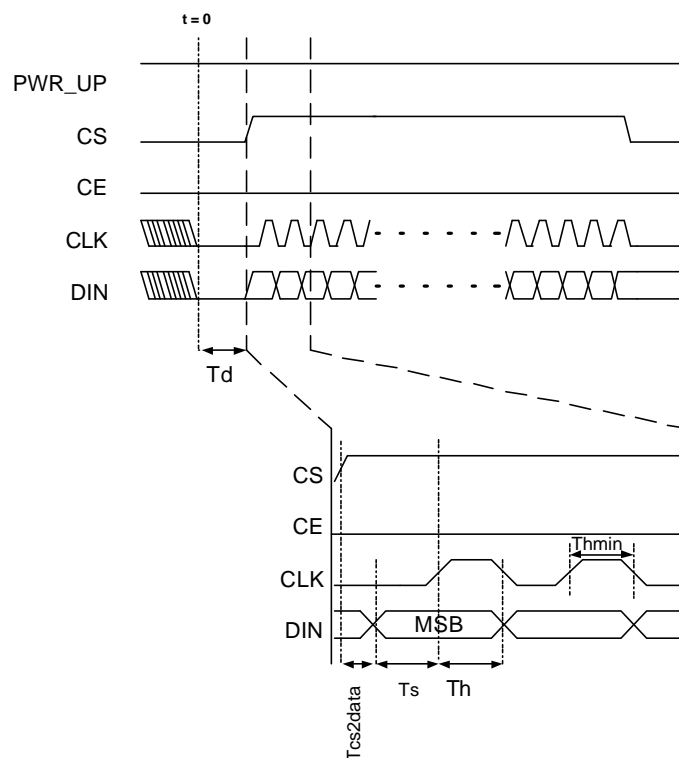 t = 0
PWR_UP
CS
CE
CLK
DIN
Td
CS
CE
Thmin
CLK
DIN
MSB
Tcs2data
Ts
Th